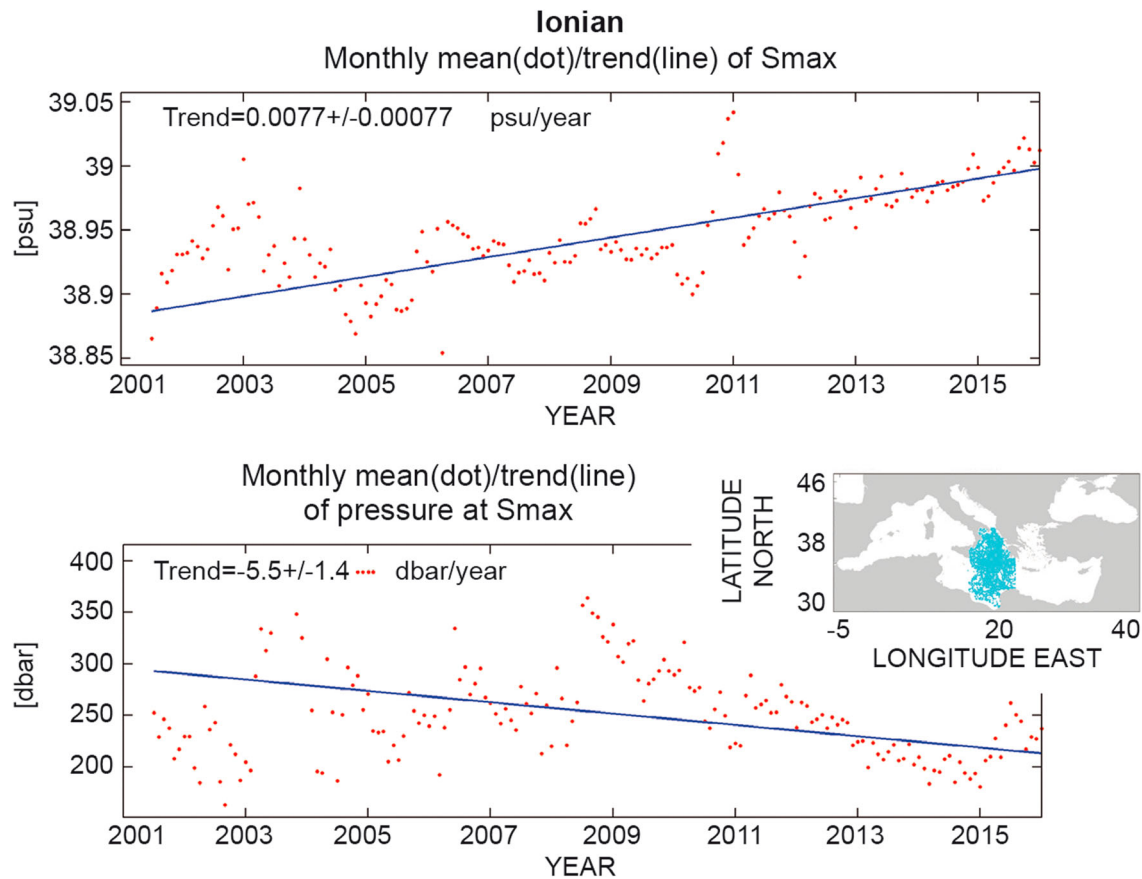 Ionian
Monthly mean(dot)/trend(line) of Smax
39.05
Trend=0.0077+/-0.00077 psu/year
39
38.95
[psu]
38.9
38.85
2001 2003 2005 2007 2009 2011 2013 2015
YEAR
Monthly mean(dot)/trend(line)
of pressure at Smax
400
Trend=-5.5+/-1.4 dbar/year
350
300
[dbar]
250
200
2001 2003 2005 2007 2009 2011 2013 2015
YEAR
46
LATITUDE
NORTH
38
30
-5 20 40
LONGITUDE EAST